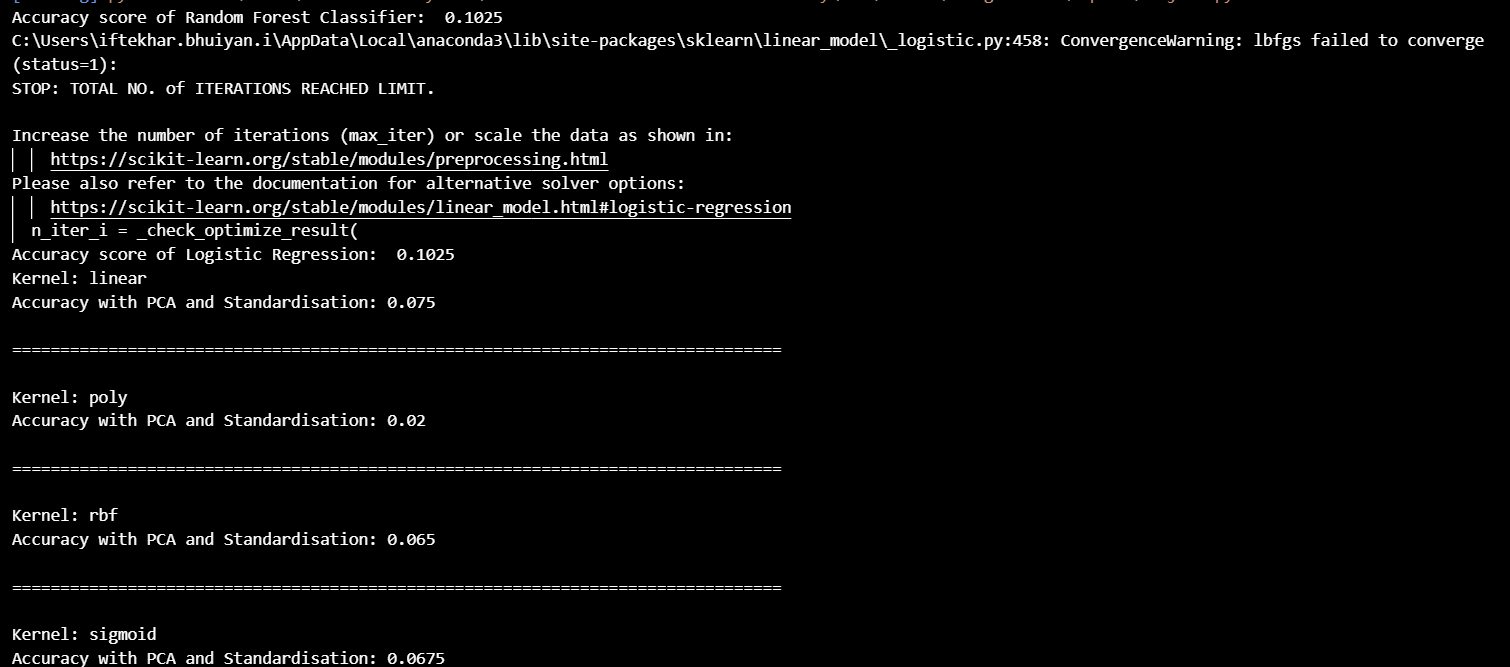 Accuracy score of Random Forest Classifier:  0.1025
C:\Users\iftekhar.bhuiyan.i\AppData\Local\anaconda3\lib\site-packages\sklearn\linear_model\_logistic.py:458: ConvergenceWarning: lbfgs failed to converge
(status=1):
STOP: TOTAL NO. of ITERATIONS REACHED LIMIT.

Increase the number of iterations (max_iter) or scale the data as shown in:
https://scikit-learn.org/stable/modules/preprocessing.html
Please also refer to the documentation for alternative solver options:
https://scikit-learn.org/stable/modules/linear_model.html#logistic-regression
n_iter_i = _check_optimize_result(
Accuracy score of Logistic Regression:  0.1025
Kernel: linear
Accuracy with PCA and Standardisation: 0.075

================================================================================

Kernel: poly
Accuracy with PCA and Standardisation: 0.02

================================================================================

Kernel: rbf
Accuracy with PCA and Standardisation: 0.065

================================================================================

Kernel: sigmoid
Accuracy with PCA and Standardisation: 0.0675